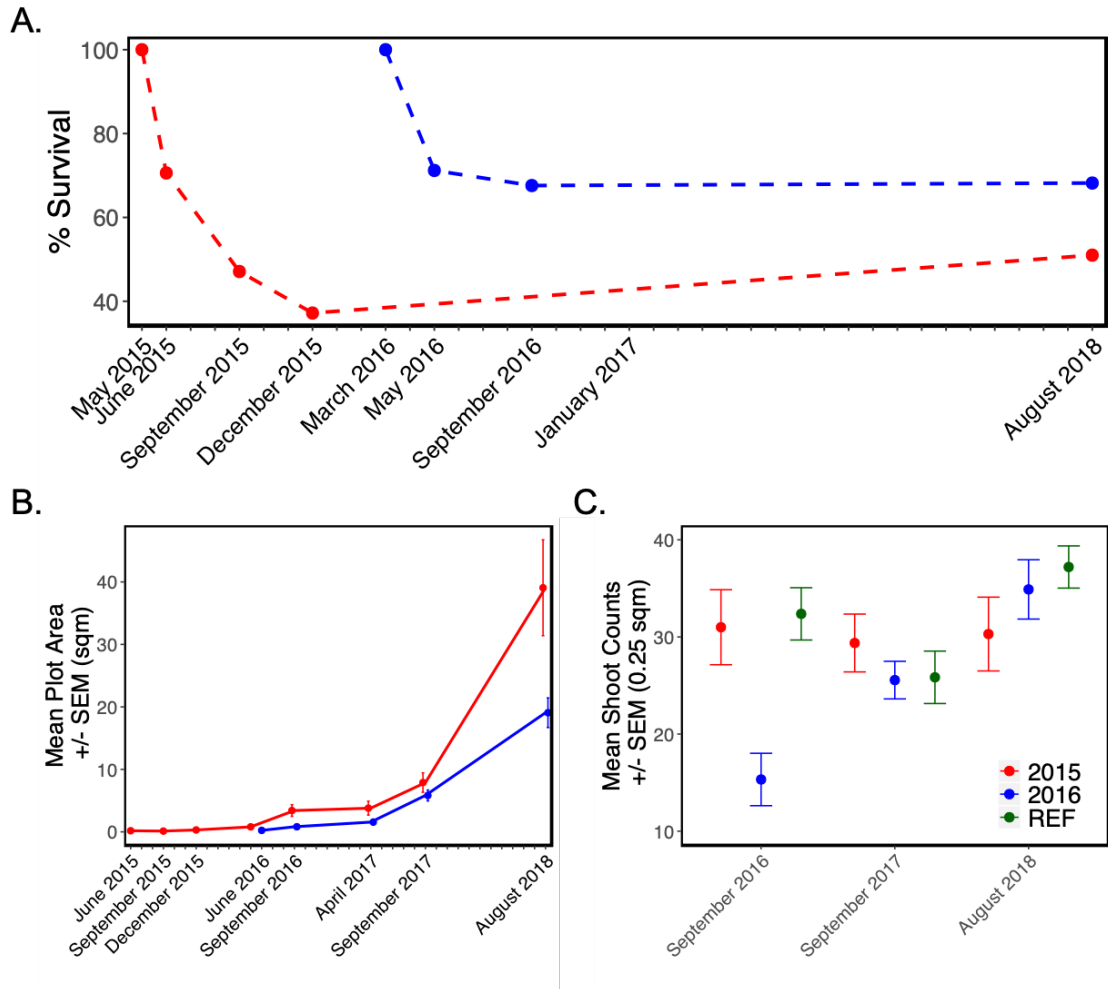 A.
% Survival
100
80
60
40
May 2015
June 2015
September 2015
December 2015
March 2016
May 2016
September 2016
January 2017
August 2018
B.
Mean Plot Area
+/- SEM (sqm)
40
30
20
10
0
June 2015
September 2015
December 2015
June 2016
September 2016
April 2017
September 2017
August 2018
C.
Mean Shoot Counts
+/- SEM (0.25 sqm)
40
30
20
10
2015
2016
REF
September 2016
September 2017
August 2018